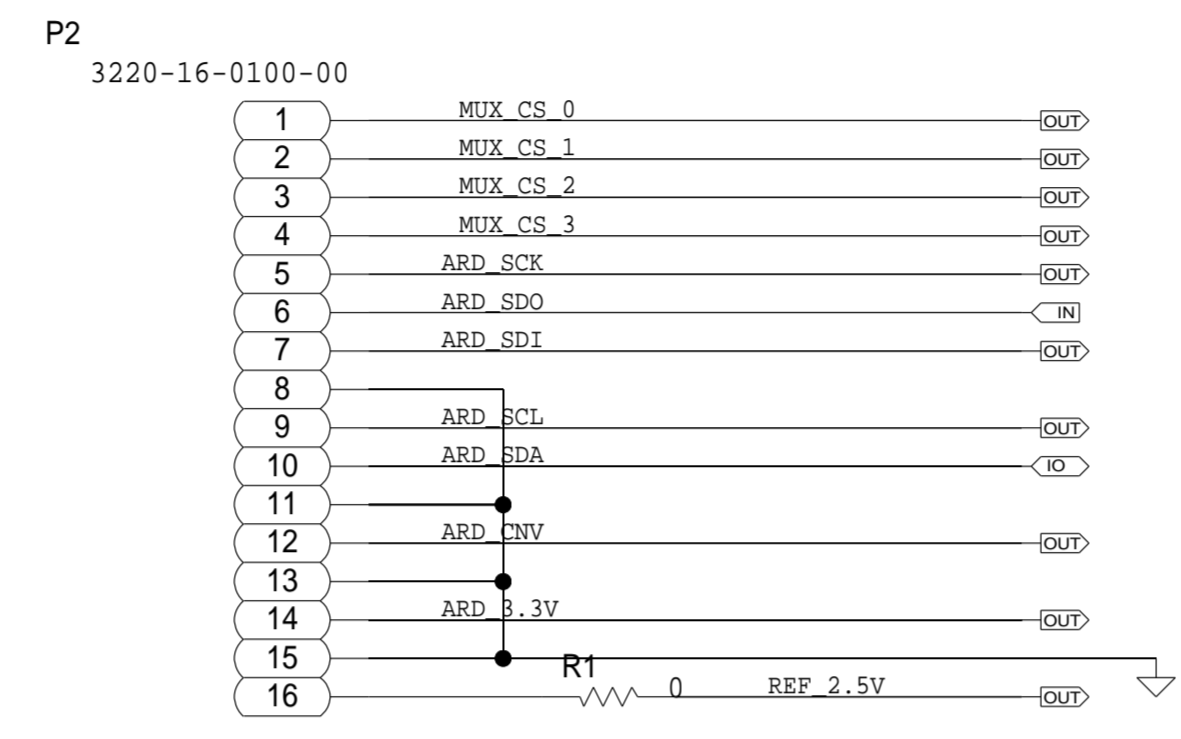 P2
3220-16-0100-00
1 MUX_CS_0 OUT
2 MUX_CS_1 OUT
3 MUX_CS_2 OUT
4 MUX_CS_3 OUT
5 ARD_SCK OUT
6 ARD_SDO IN
7 ARD_SDI OUT
8
9 ARD_SCL OUT
10 ARD_SDA IO
11
12 ARD_CNV OUT
13
14 ARD_3.3V OUT
15
R1
16 0 REF_2.5V OUT